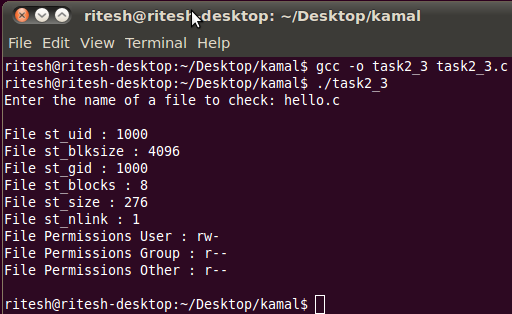 ritesh@ritesh-desktop: ~/Desktop/kamal
File Edit View Terminal Help
ritesh@ritesh-desktop:~/Desktop/kamal$ gcc -o task2_3 task2_3.c
ritesh@ritesh-desktop:~/Desktop/kamal$ ./task2_3
Enter the name of a file to check: hello.c
File st_uid : 1000
File st_blksize : 4096
File st_gid : 1000
File st_blocks : 8
File st_size : 276
File st_nlink : 1
File Permissions User : rw-
File Permissions Group : r--
File Permissions Other : r--
ritesh@ritesh-desktop:~/Desktop/kamal$